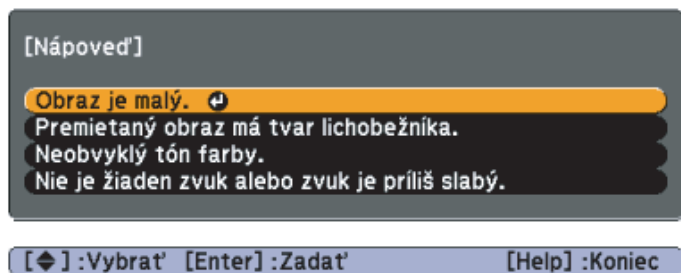 [Nápoveď]
Obraz je malý.
Premietaný obraz má tvar lichobežníka.
Neobvyklý tón farby.
Nie je žiaden zvuk alebo zvuk je príliš slabý.
[◆] :Vybrať [Enter] :Zadať [Help] :Koniec